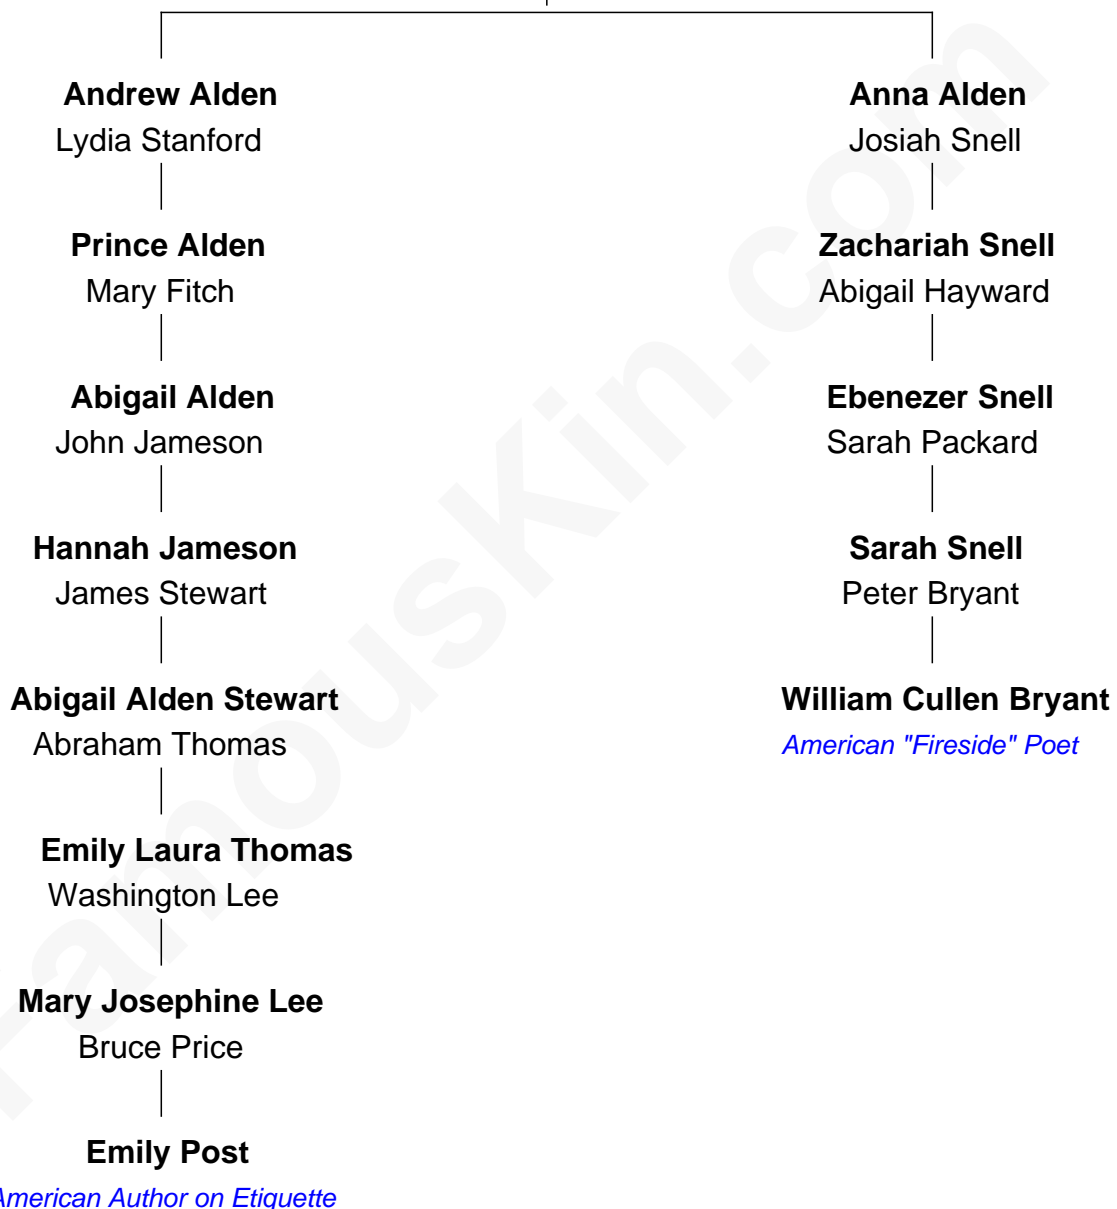 Andrew Alden
Lydia Stanford
Prince Alden
Mary Fitch
Abigail Alden
John Jameson
Hannah Jameson
James Stewart
Abigail Alden Stewart
Abraham Thomas
Emily Laura Thomas
Washington Lee
Mary Josephine Lee
Bruce Price
Emily Post
American Author on Etiquette
Anna Alden
Josiah Snell
Zachariah Snell
Abigail Hayward
Ebenezer Snell
Sarah Packard
Sarah Snell
Peter Bryant
William Cullen Bryant
American "Fireside" Poet
FamousKin.com